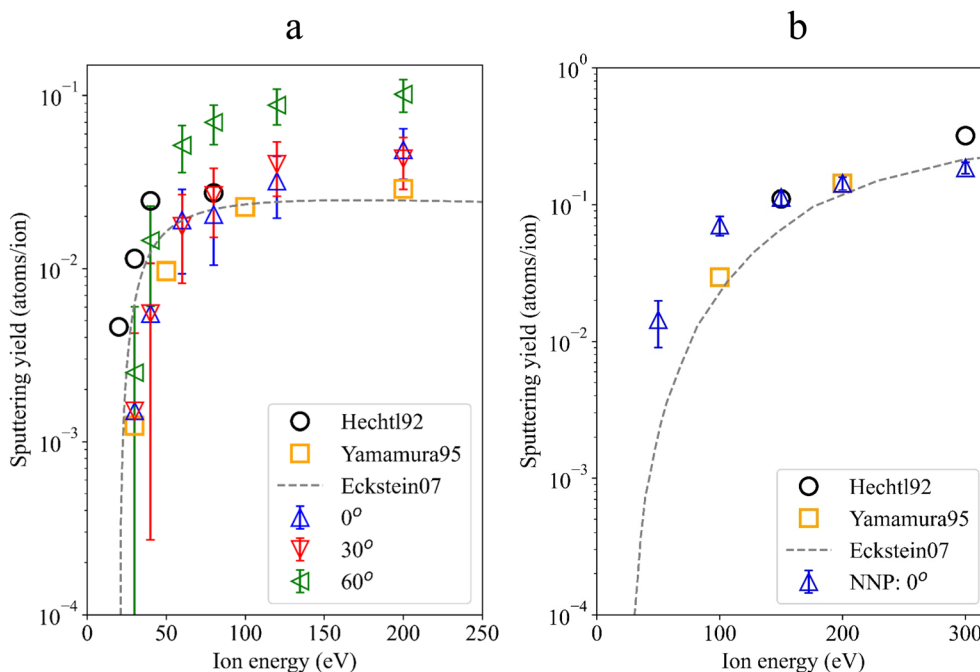 a
b
Sputtering yield (atoms/ion)
10⁻¹
10⁻²
10⁻³
10⁻⁴
0
50
100
150
200
250
Ion energy (eV)
Hechtl92
Yamamura95
Eckstein07
0°
30°
60°
Sputtering yield (atoms/ion)
10⁰
10⁻¹
10⁻²
10⁻³
10⁻⁴
0
100
200
300
Ion energy (eV)
Hechtl92
Yamamura95
Eckstein07
NNP: 0°